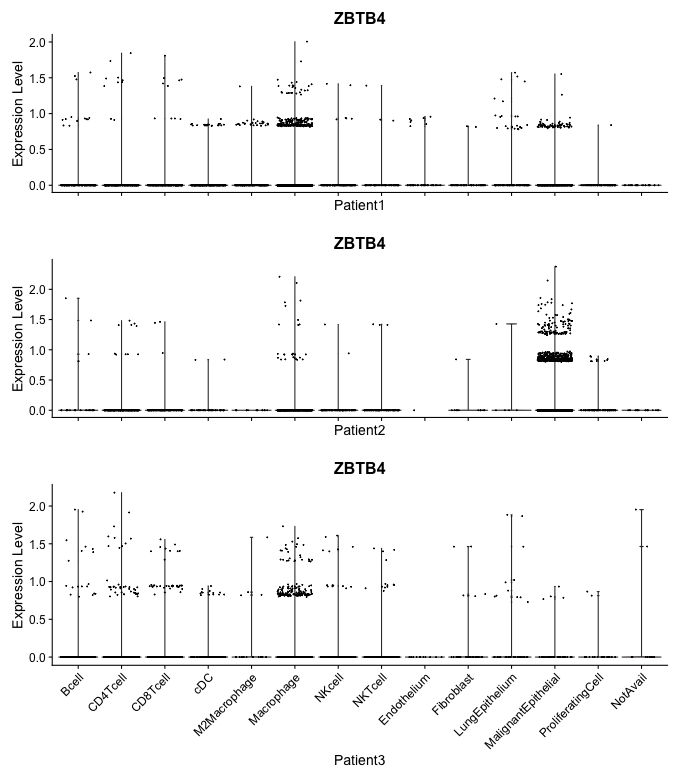 ZBTB4
Expression Level
2.0
1.5
1.0
0.5
0.0
Patient1
ZBTB4
Expression Level
2.0
1.5
1.0
0.5
0.0
Patient2
ZBTB4
Expression Level
2.0
1.5
1.0
0.5
0.0
Bcell
CD4Tcell
CD8Tcell
cDC
M2Macrophage
Macrophage
NKcell
NKTcell
Endothelium
Fibroblast
LungEpithelium
MalignantEpithelial
ProliferatingCell
NotAvail
Patient3